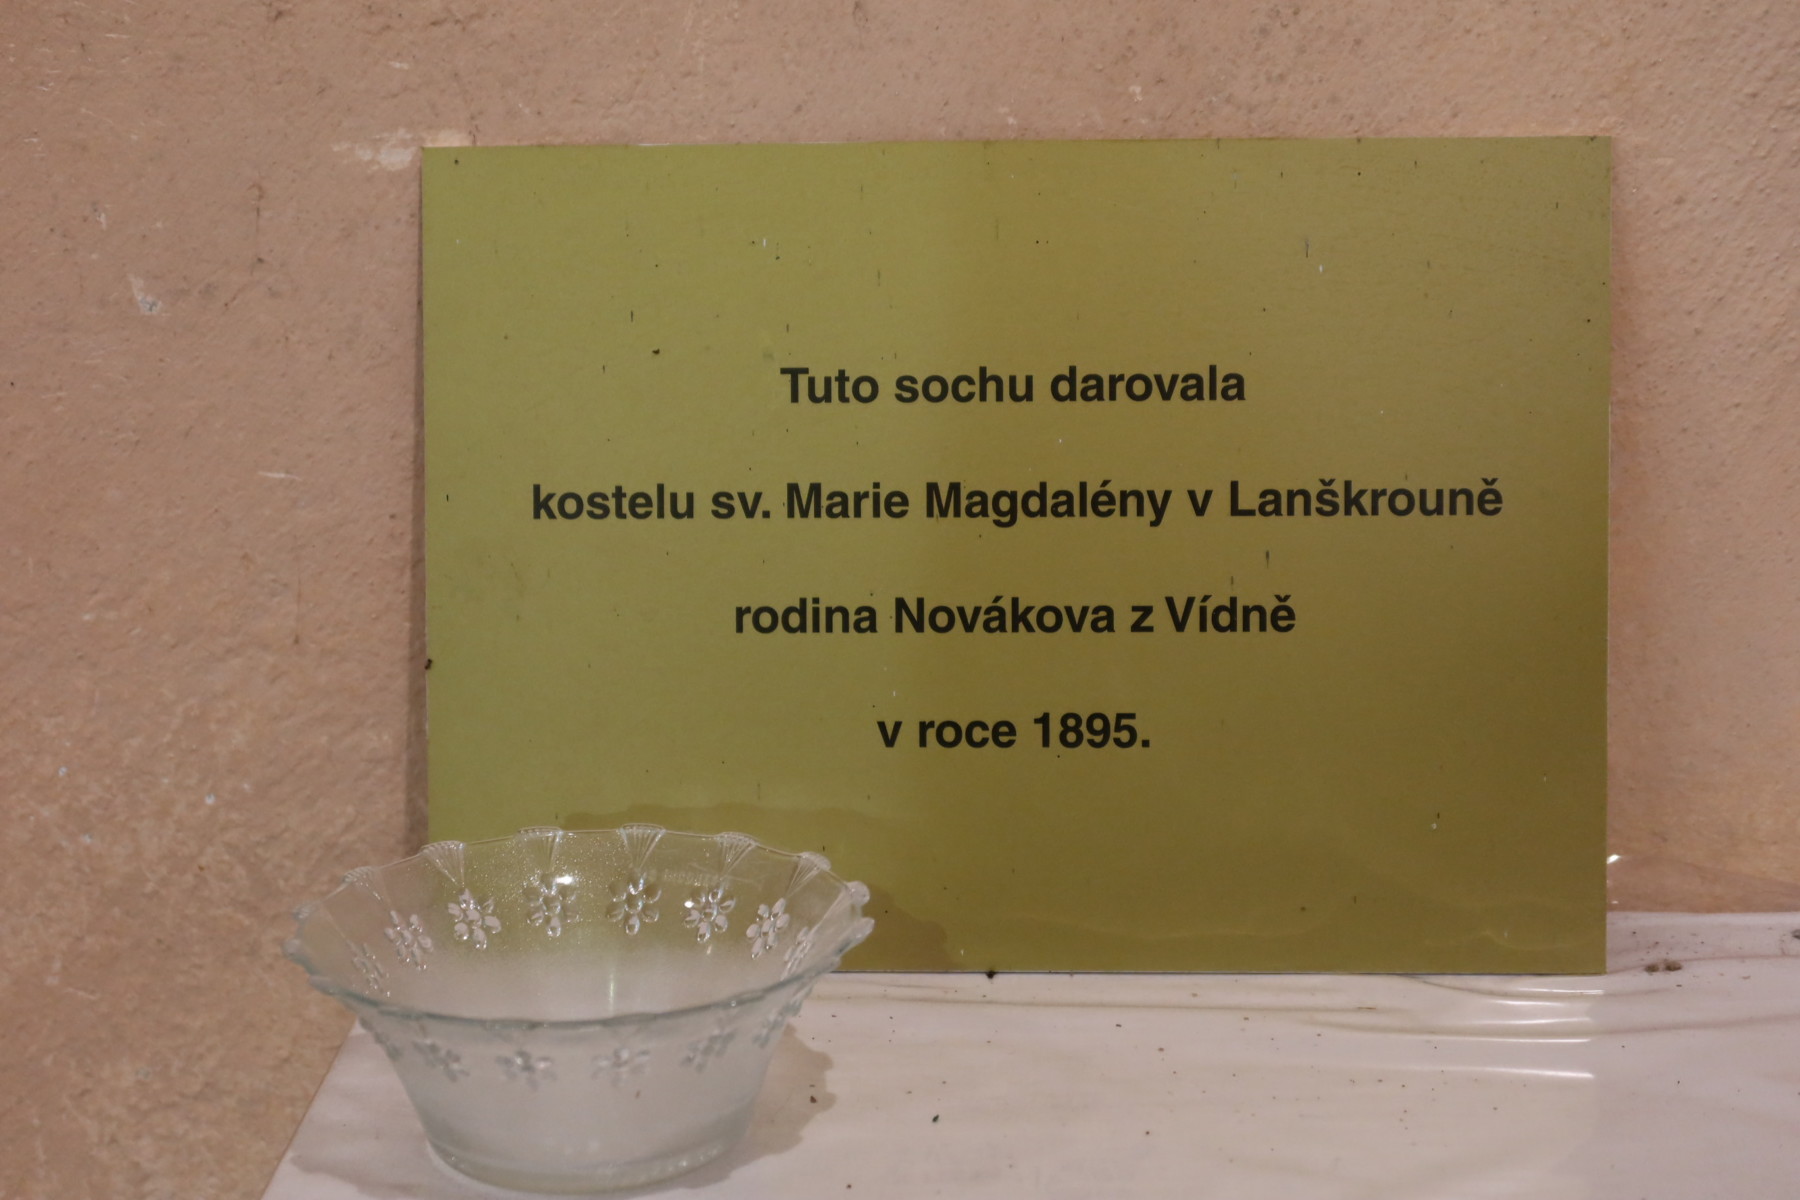 Tuto sochu darovala
kostelu sv. Marie Magdalény v Lanškrouně
rodina Novákova z Vídně
v roce 1895.